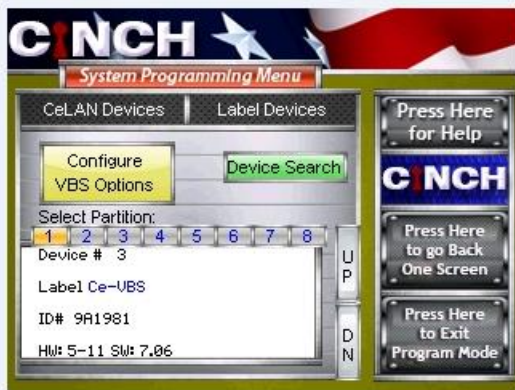 CINCH
System Programming Menu
CeLAN Devices
Label Devices
Configure
VBS Options
Device Search
Select Partition:
1 2 3 4 5 6 7 8
Device # 3
Label Ce-VBS
ID# 9A1981
HW: 5-11 SW: 7.06
UP
DN
Press Here
for Help
CINCH
Press Here
to go Back
One Screen
Press Here
to Exit
Program Mode